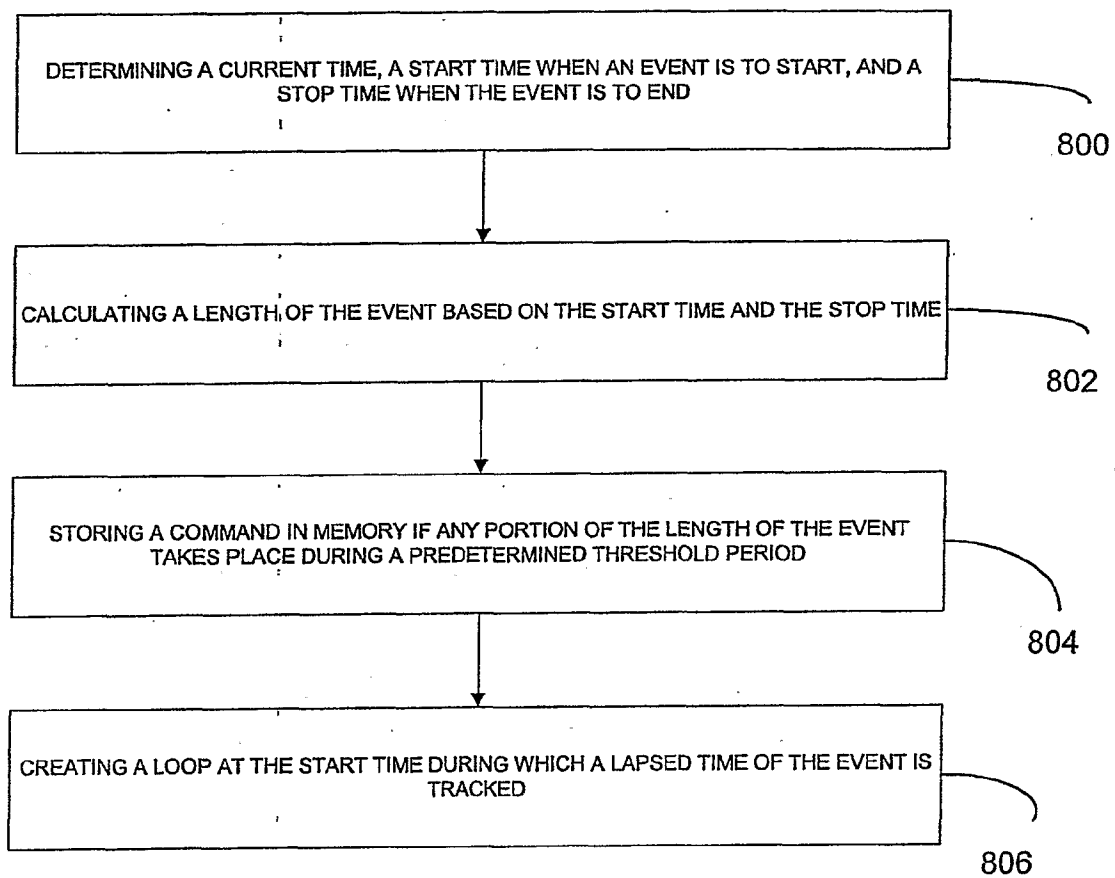 DETERMINING A CURRENT TIME, A START TIME WHEN AN EVENT IS TO START, AND A
STOP TIME WHEN THE EVENT IS TO END
800
CALCULATING A LENGTH OF THE EVENT BASED ON THE START TIME AND THE STOP TIME
802
STORING A COMMAND IN MEMORY IF ANY PORTION OF THE LENGTH OF THE EVENT
TAKES PLACE DURING A PREDETERMINED THRESHOLD PERIOD
804
CREATING A LOOP AT THE START TIME DURING WHICH A LAPSED TIME OF THE EVENT IS
TRACKED
806